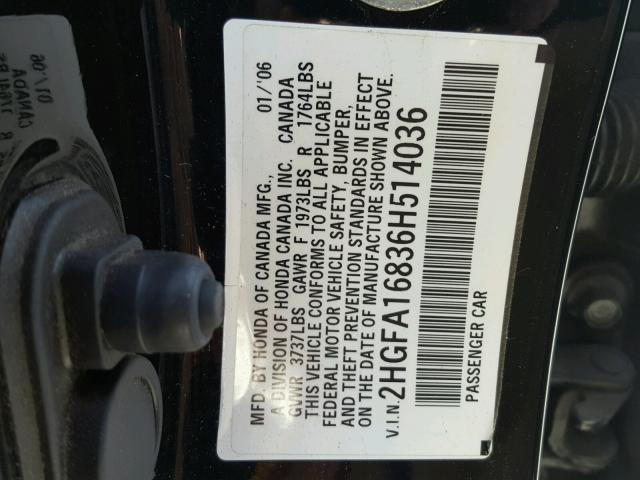 MFD. BY HONDA OF CANADA MFG., 01/'06
A DIVISION OF HONDA CANADA INC. CANADA
GVWR 3737LBS GAWR F 1973LBS R 1764LBS
THIS VEHICLE CONFORMS TO ALL APPLICABLE
FEDERAL MOTOR VEHICLE SAFETY, BUMPER,
AND THEFT PREVENTION STANDARDS IN EFFECT
ON THE DATE OF MANUFACTURE SHOWN ABOVE.
V.I.N. 2HGFA16836H514036
PASSENGER CAR